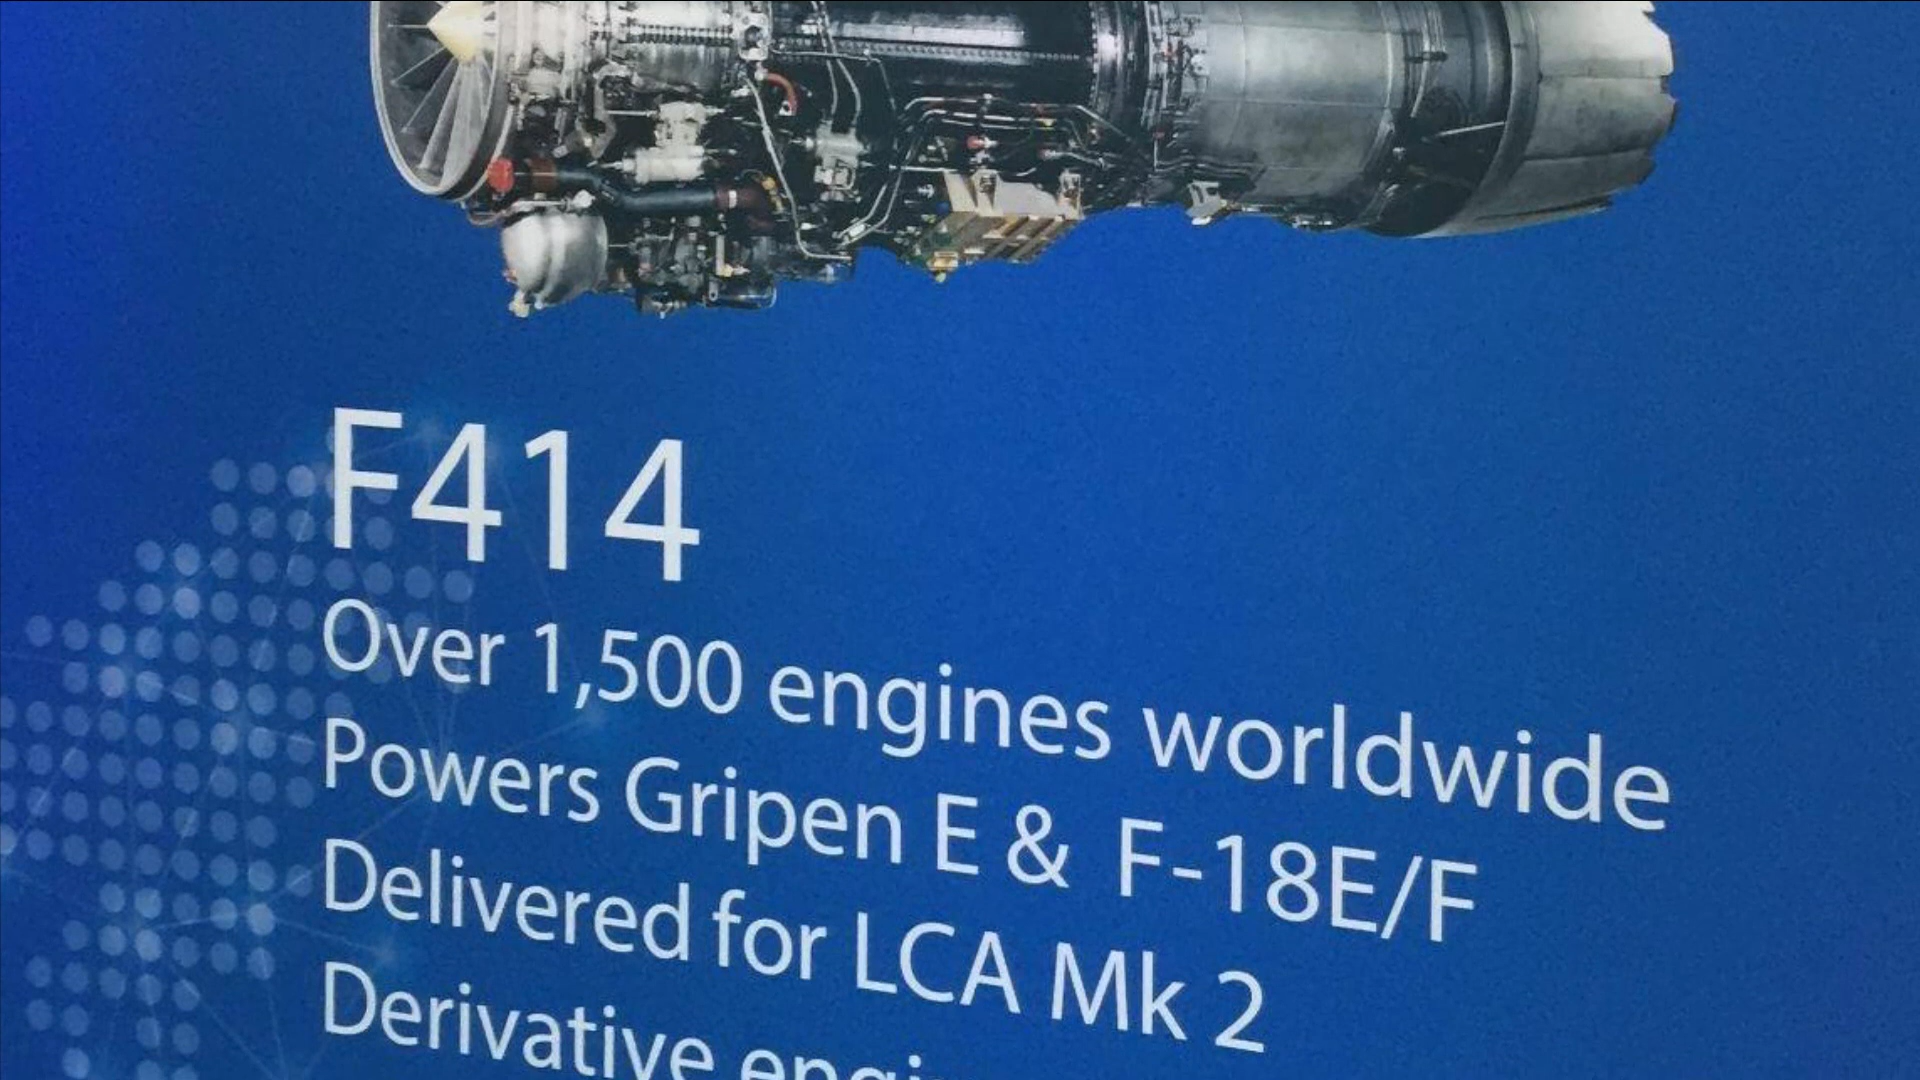 F414
Over 1,500 engines worldwide
Powers Gripen E & F-18E/F
Delivered for LCA Mk 2
Derivative